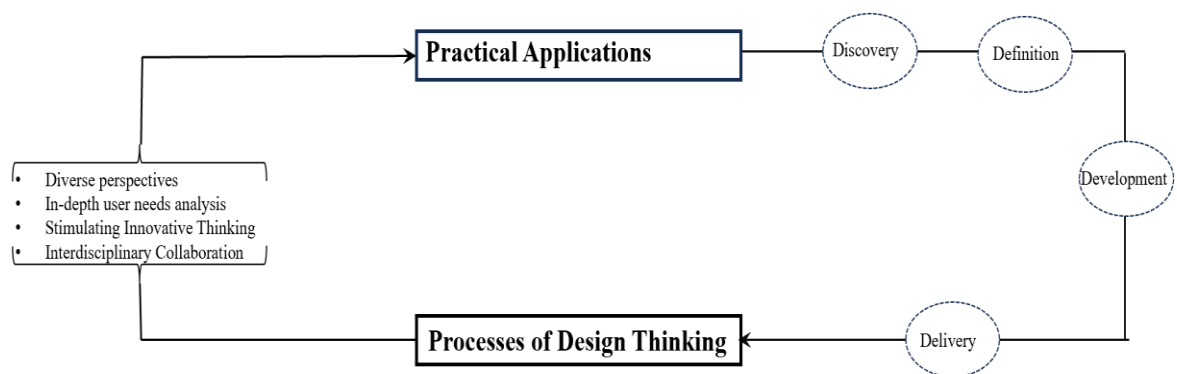 Practical Applications
Discovery
Definition
Development
• Diverse perspectives
• In-depth user needs analysis
• Stimulating Innovative Thinking
• Interdisciplinary Collaboration
Processes of Design Thinking
Delivery